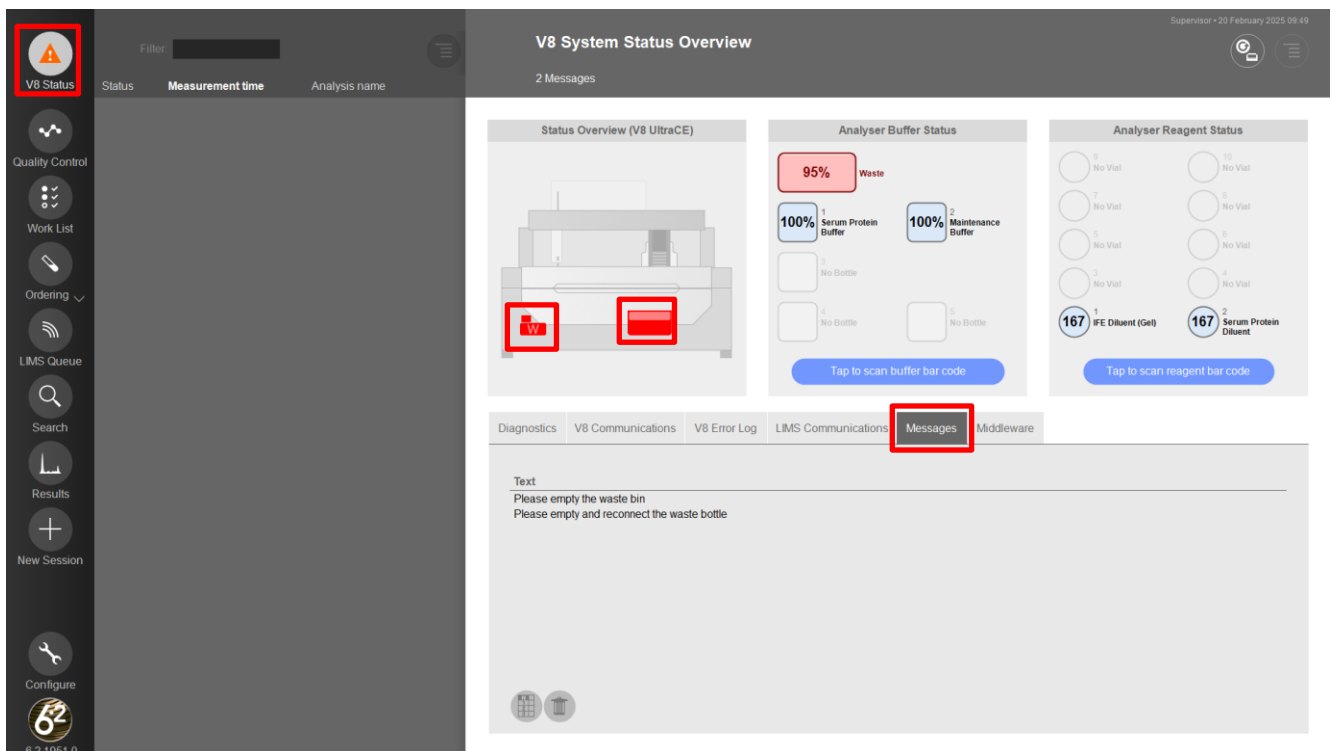 Supervisor • 20 February 2025 09:49
V8 Status
Filter:
Status Measurement time Analysis name
V8 System Status Overview
2 Messages
Quality Control
Work List
Ordering
LIMS Queue
Search
Results
New Session
Configure
62
6.2.1051.0
Status Overview (V8 UltraCE)
W
Analyser Buffer Status
95% Waste
100% 1 Serum Protein Buffer
100% 2 Maintenance Buffer
3 No Bottle
4 No Bottle
5 No Bottle
Tap to scan buffer bar code
Analyser Reagent Status
9 No Vial
10 No Vial
7 No Vial
8 No Vial
5 No Vial
6 No Vial
3 No Vial
4 No Vial
167 1 IFE Diluent (Gel)
167 2 Serum Protein Diluent
Tap to scan reagent bar code
Diagnostics V8 Communications V8 Error Log LIMS Communications Messages Middleware
Text
Please empty the waste bin
Please empty and reconnect the waste bottle